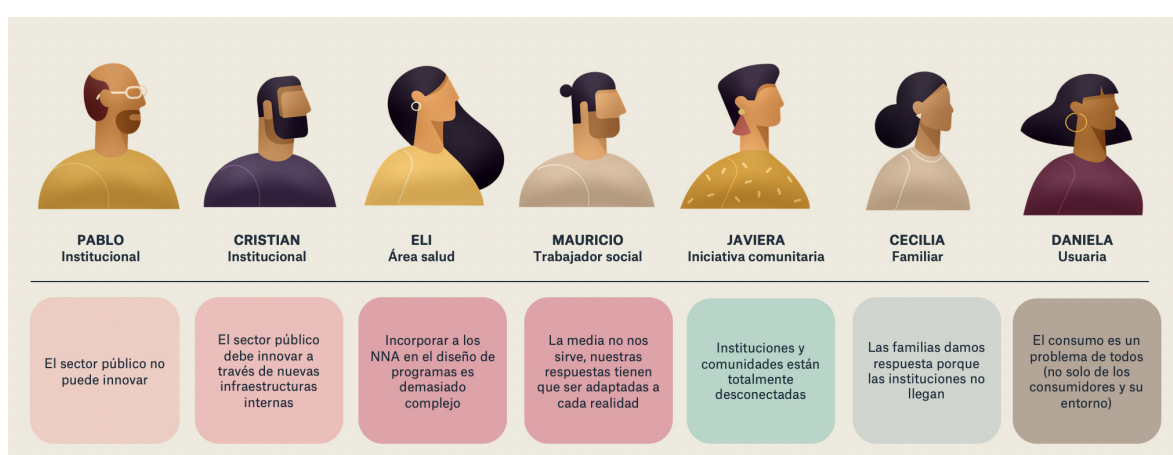 PABLO
Institucional
CRISTIAN
Institucional
ELI
Área salud
MAURICIO
Trabajador social
JAVIERA
Iniciativa comunitaria
CECILIA
Familiar
DANIELA
Usuaria
El sector público no
puede innovar
El sector público
debe innovar a
través de nuevas
infraestructuras
internas
Incorporar a los
NNA en el diseño de
programas es
demasiado
complejo
La media no nos
sirve, nuestras
respuestas tienen
que ser adaptadas a
cada realidad
Instituciones y
comunidades están
totalmente
desconectadas
Las familias damos
respuesta porque
las instituciones no
llegan
El consumo es un
problema de todos
(no solo de los
consumidores y su
entorno)